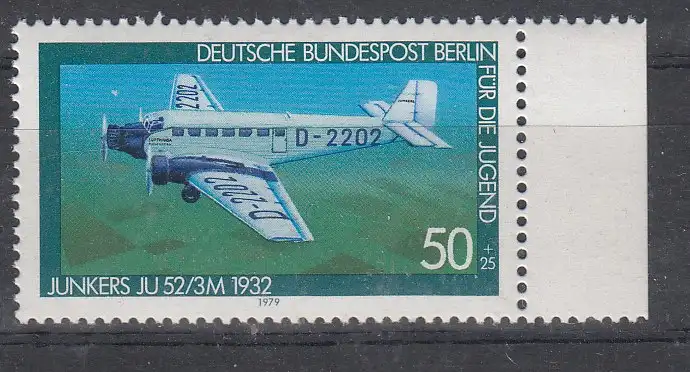 DEUTSCHE BUNDESPOST BERLIN
FÜR DIE JUGEND
2202
D-2202
D-2202
50 + 25
JUNKERS JU 52/3M 1932
1979